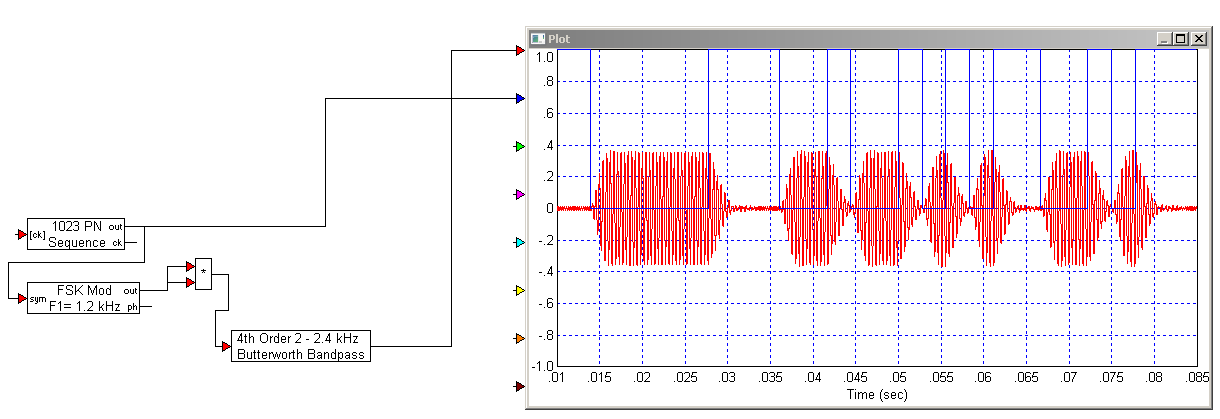 Plot
1.0
.8
.6
.4
.2
0
-.2
-.4
-.6
-.8
-1.0
.01 .015 .02 .025 .03 .035 .04 .045 .05 .055 .06 .065 .07 .075 .08 .085
Time (sec)
[ck] 1023 PN out
Sequence ck
sym FSK Mod out
F1= 1.2 kHz ph
*
4th Order 2 - 2.4 kHz
Butterworth Bandpass